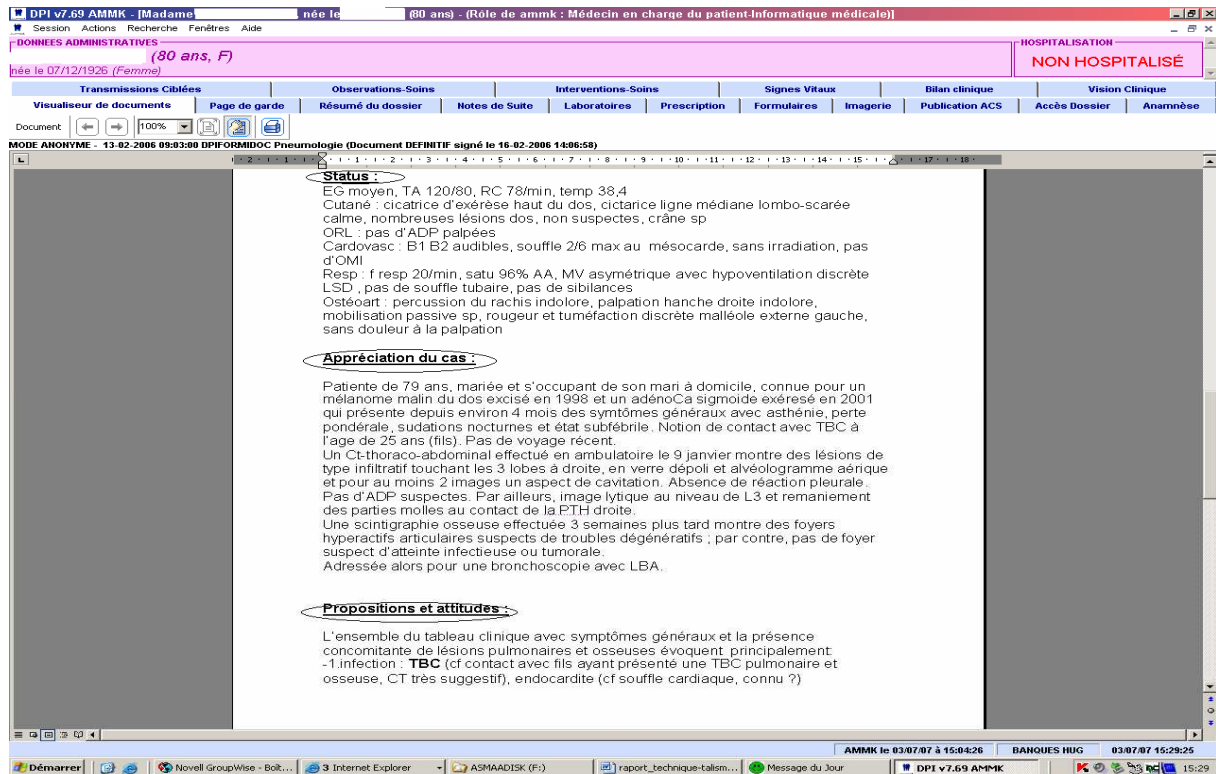 DPI v7.69 AMMK - [Madame née le (80 ans) - (Rôle de ammk : Médecin en charge du patient-Informatique médicale)]
Session Actions Recherche Fenêtres Aide
DONNEES ADMINISTRATIVES
HOSPITALISATION
(80 ans, F)
NON HOSPITALISÉ
née le 07/12/1926 (Femme)
Transmissions Ciblées Observations-Soins Interventions-Soins Signes Vitaux Bilan clinique Vision Clinique
Visualiseur de documents Page de garde Résumé du dossier Notes de Suite Laboratoires Prescription Formulaires Imagerie Publication ACS Accès Dossier Anamnèse
Document 100%
MODE ANONYME - 13-02-2006 09:03:00 DPIFORMIDOC Pneumologie (Document DEFINITIF signé le 16-02-2006 14:06:58)
L 2 1 1 2 3 4 5 6 7 8 9 10 11 12 13 14 15 17 18
Status :
EG moyen, TA 120/80, RC 78/min, temp 38,4
Cutané : cicatrice d'exérèse haut du dos, cictarice ligne médiane lombo-scarée
calme, nombreuses lésions dos, non suspectes, crâne sp
ORL : pas d'ADP palpées
Cardovasc : B1 B2 audibles, souffle 2/6 max au mésocarde, sans irradiation, pas
d'OMI
Resp : f resp 20/min, satu 96% AA, MV asymétrique avec hypoventilation discrète
LSD , pas de souffle tubaire, pas de sibilances
Ostéoart : percussion du rachis indolore, palpation hanche droite indolore,
mobilisation passive sp, rougeur et tuméfaction discrète malléole externe gauche,
sans douleur à la palpation
Appréciation du cas :
Patiente de 79 ans, mariée et s'occupant de son mari à domicile, connue pour un
mélanome malin du dos excisé en 1998 et un adénoCa sigmoide exéresé en 2001
qui présente depuis environ 4 mois des symtômes généraux avec asthénie, perte
pondérale, sudations nocturnes et état subfébrile. Notion de contact avec TBC à
l'age de 25 ans (fils). Pas de voyage récent.
Un Ct-thoraco-abdominal effectué en ambulatoire le 9 janvier montre des lésions de
type infiltratif touchant les 3 lobes à droite, en verre dépoli et alvéologramme aérique
et pour au moins 2 images un aspect de cavitation. Absence de réaction pleurale.
Pas d'ADP suspectes. Par ailleurs, image lytique au niveau de L3 et remaniement
des parties molles au contact de la PTH droite.
Une scintigraphie osseuse effectuée 3 semaines plus tard montre des foyers
hyperactifs articulaires suspects de troubles dégénératifs ; par contre, pas de foyer
suspect d'atteinte infectieuse ou tumorale.
Adressée alors pour une bronchoscopie avec LBA.
Propositions et attitudes :
L'ensemble du tableau clinique avec symptômes généraux et la présence
concomitante de lésions pulmonaires et osseuses évoquent principalement:
-1.infection : TBC (cf contact avec fils ayant présenté une TBC pulmonaire et
osseuse, CT très suggestif), endocardite (cf souffle cardiaque, connu ?)
AMMK le 03/07/07 à 15:04:26 BANQUES HUG 03/07/07 15:29:25
Démarrer Novell GroupWise - Boît... 3 Internet Explorer ASMAADISK (F:) raport_technique-talism... Message du Jour DPI v7.69 AMMK 15:29